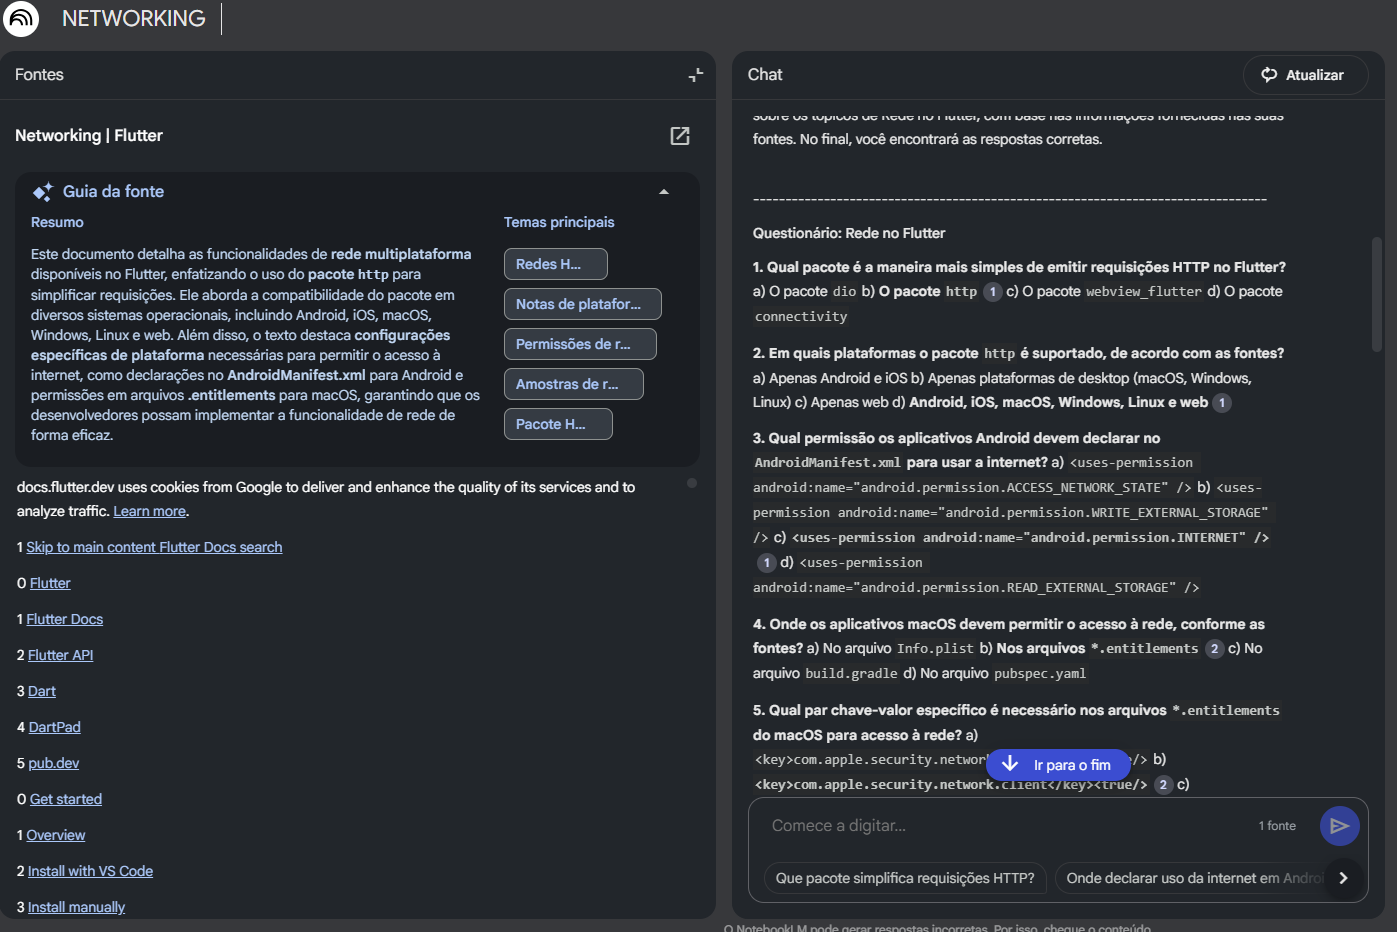 NETWORKING
Fontes
Networking | Flutter
Guia da fonte
Resumo
Este documento detalha as funcionalidades de rede multiplataforma
disponíveis no Flutter, enfatizando o uso do pacote http para
simplificar requisições. Ele aborda a compatibilidade do pacote em
diversos sistemas operacionais, incluindo Android, iOS, macOS,
Windows, Linux e web. Além disso, o texto destaca configurações
específicas de plataforma necessárias para permitir o acesso à
internet, como declarações no AndroidManifest.xml para Android e
permissões em arquivos .entitlements para macOS, garantindo que os
desenvolvedores possam implementar a funcionalidade de rede de
forma eficaz.
Temas principais
Redes H...
Notas de platafor...
Permissões de r...
Amostras de r...
Pacote H...
docs.flutter.dev uses cookies from Google to deliver and enhance the quality of its services and to
analyze traffic. Learn more.
1 Skip to main content Flutter Docs search
0 Flutter
1 Flutter Docs
2 Flutter API
3 Dart
4 DartPad
5 pub.dev
0 Get started
1 Overview
2 Install with VS Code
3 Install manually
Chat
Atualizar
sobre os tópicos de Rede no Flutter, com base nas informações fornecidas nas suas
fontes. No final, você encontrará as respostas corretas.
--------------------------------------------------------------------------------
Questionário: Rede no Flutter
1. Qual pacote é a maneira mais simples de emitir requisições HTTP no Flutter?
a) O pacote dio b) O pacote http 1 c) O pacote webview_flutter d) O pacote
connectivity
2. Em quais plataformas o pacote http é suportado, de acordo com as fontes?
a) Apenas Android e iOS b) Apenas plataformas de desktop (macOS, Windows,
Linux) c) Apenas web d) Android, iOS, macOS, Windows, Linux e web 1
3. Qual permissão os aplicativos Android devem declarar no
AndroidManifest.xml para usar a internet? a) <uses-permission
android:name="android.permission.ACCESS_NETWORK_STATE" /> b) <uses-
permission android:name="android.permission.WRITE_EXTERNAL_STORAGE"
/> c) <uses-permission android:name="android.permission.INTERNET" />
1 d) <uses-permission
android:name="android.permission.READ_EXTERNAL_STORAGE" />
4. Onde os aplicativos macOS devem permitir o acesso à rede, conforme as
fontes? a) No arquivo Info.plist b) Nos arquivos *.entitlements 2 c) No
arquivo build.gradle d) No arquivo pubspec.yaml
5. Qual par chave-valor específico é necessário nos arquivos *.entitlements
do macOS para acesso à rede? a)
<key>com.apple.security.networ e/> b)
<key>com.apple.security.network.client</key><true/> 2 c)
Ir para o fim
Comece a digitar...
1 fonte
Que pacote simplifica requisições HTTP?
Onde declarar uso da internet em Andro
O NotebookLM pode gerar respostas incorretas. Por isso, cheque o conteúdo.